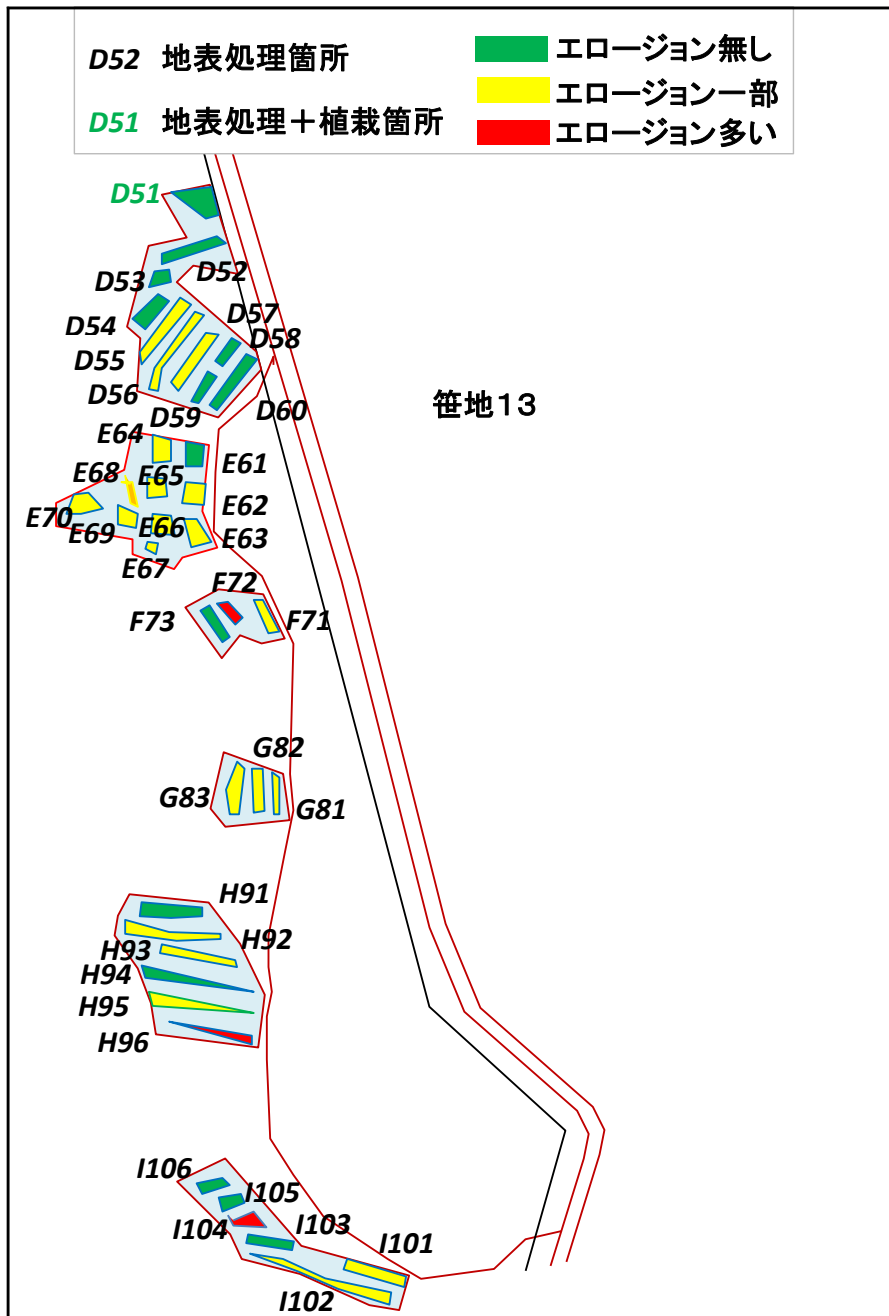 D52 地表処理箇所
D51 地表処理＋植栽箇所
エロージョン無し
エロージョン一部
エロージョン多い
D51
D52
D53
D57
D54
D58
D55
D56
D60
笹地13
D59
E64
E61
E68
E65
E62
E70
E69
E66
E63
E67
F72
F73
F71
G82
G83
G81
H91
H92
H93
H94
H95
H96
I106
I105
I104
I103
I101
I102